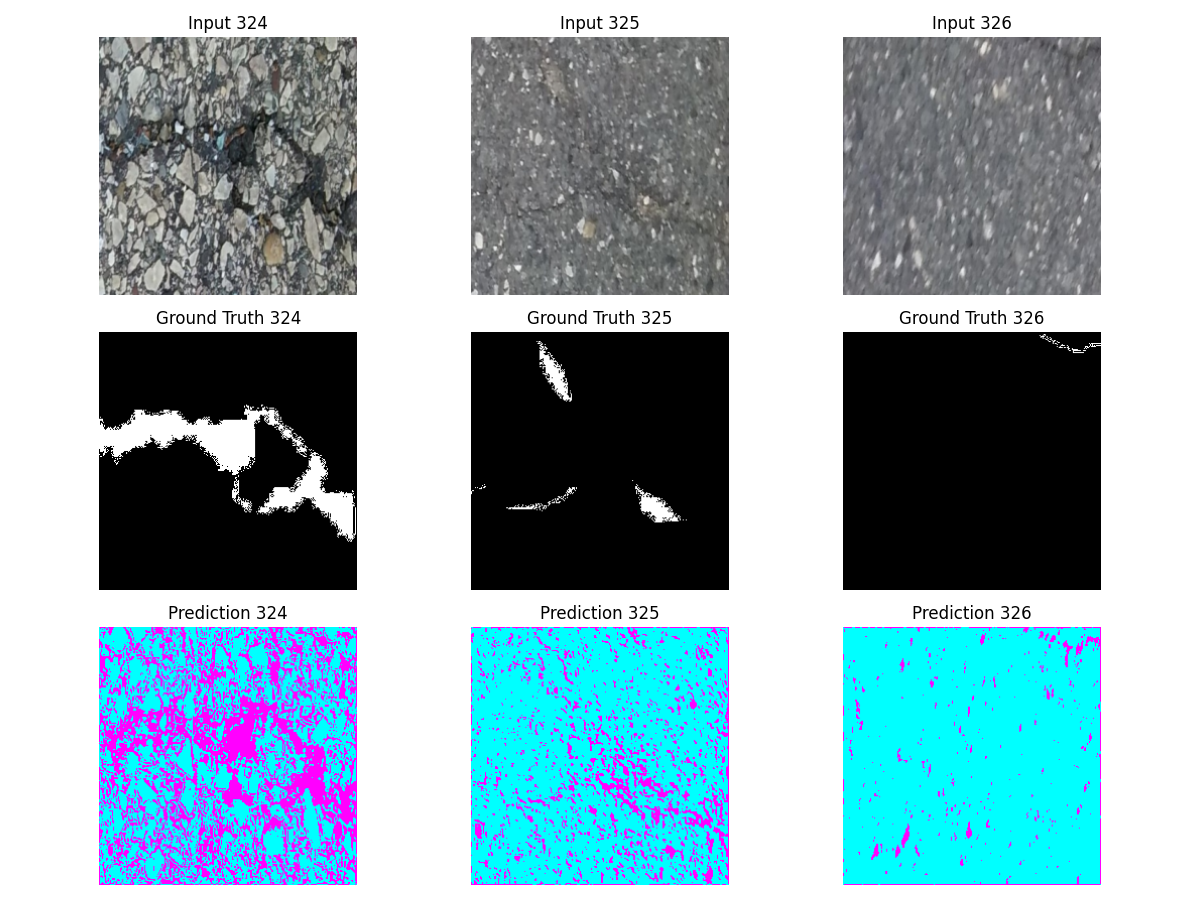 Input 324
Input 325
Input 326
Ground Truth 324
Ground Truth 325
Ground Truth 326
Prediction 324
Prediction 325
Prediction 326